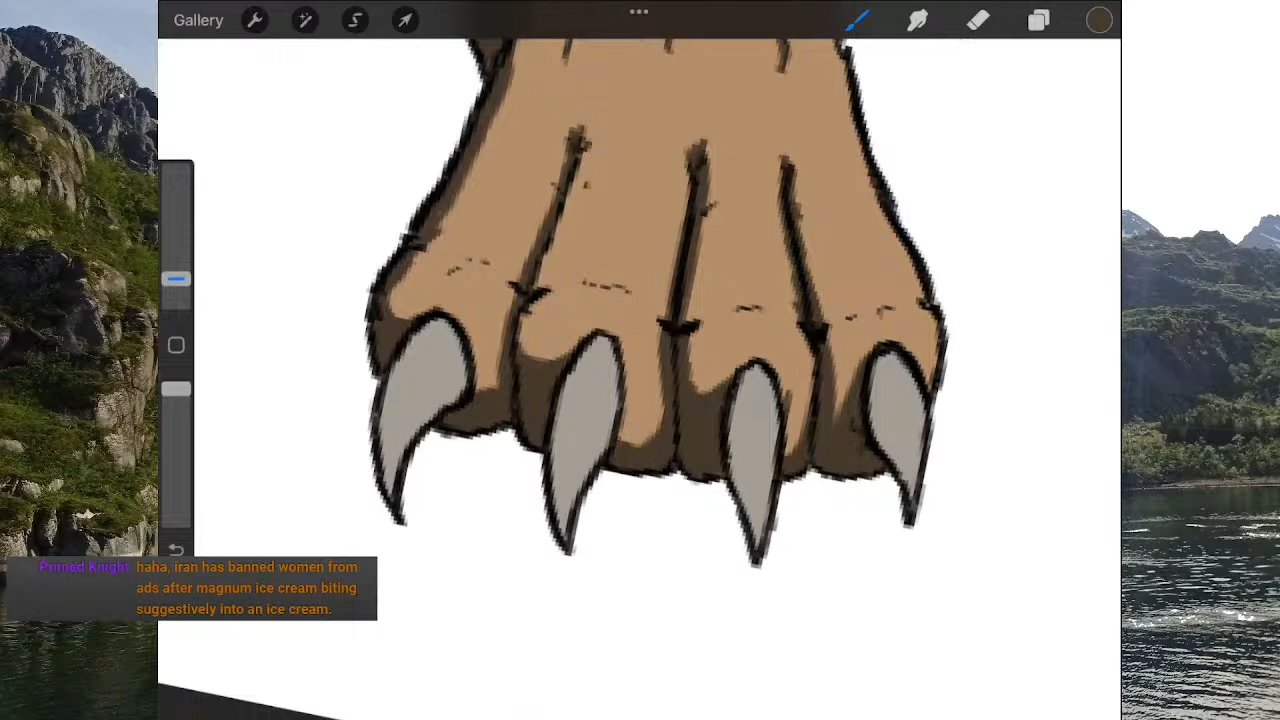 Gallery
Primed Knight haha, iran has banned women from
ads after magnum ice cream biting
suggestively into an ice cream.